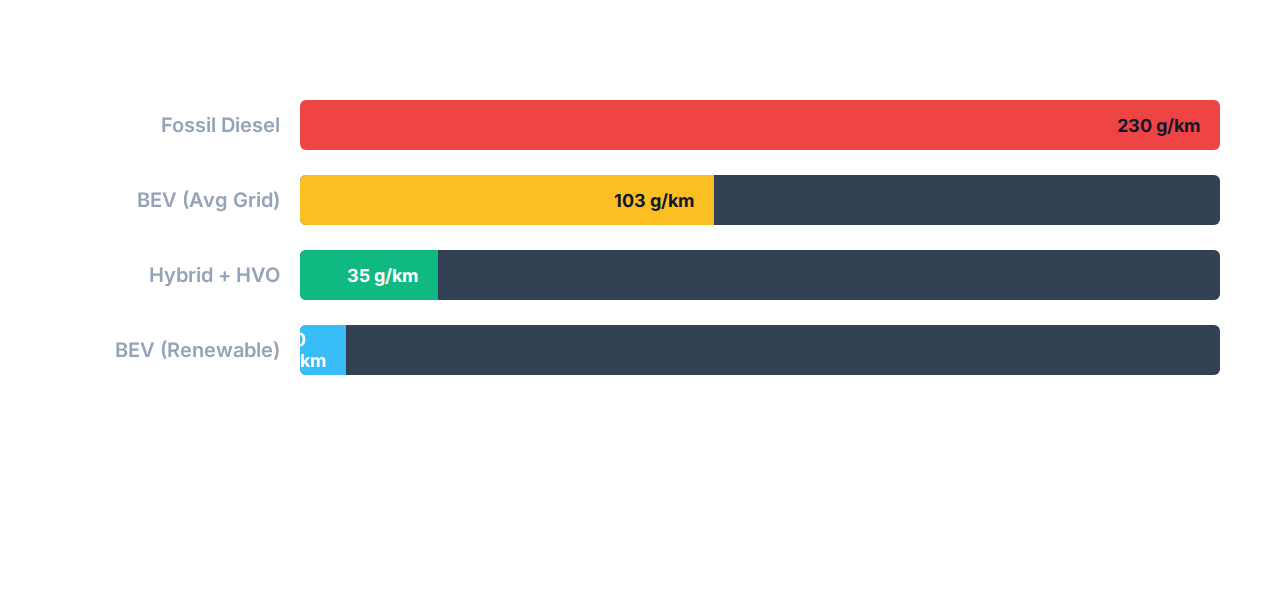 Fossil Diesel
230 g/km
BEV (Avg Grid)
103 g/km
Hybrid + HVO
35 g/km
BEV (Renewable)
km